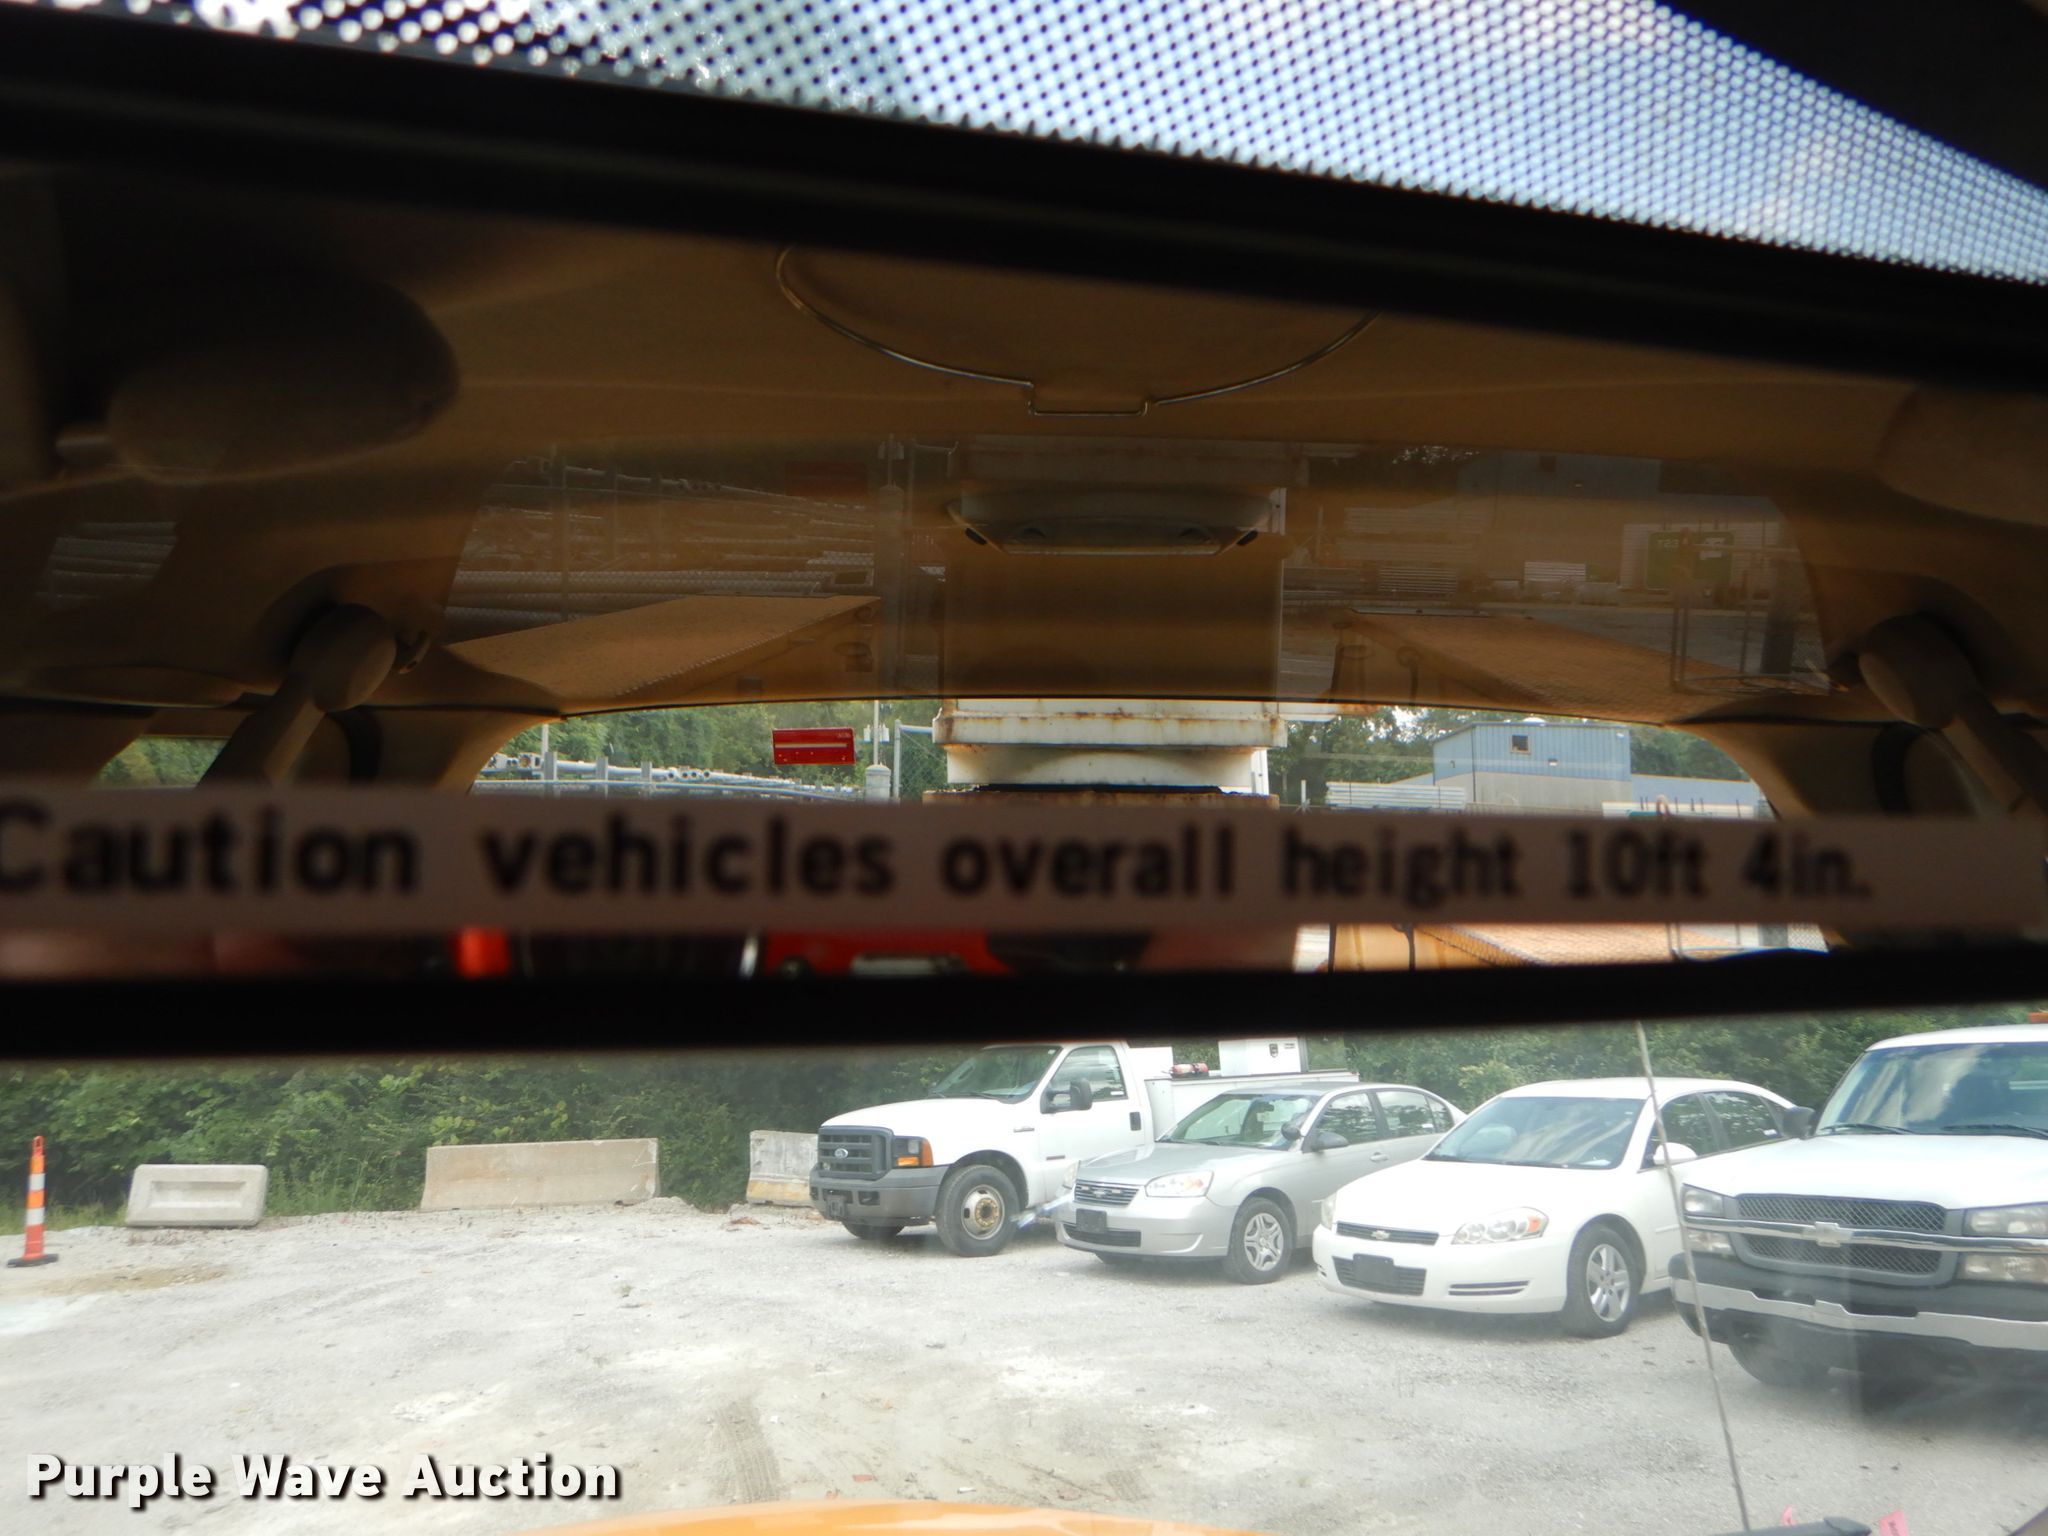 Caution vehicles overall height 10ft 4in.
Purple Wave Auction